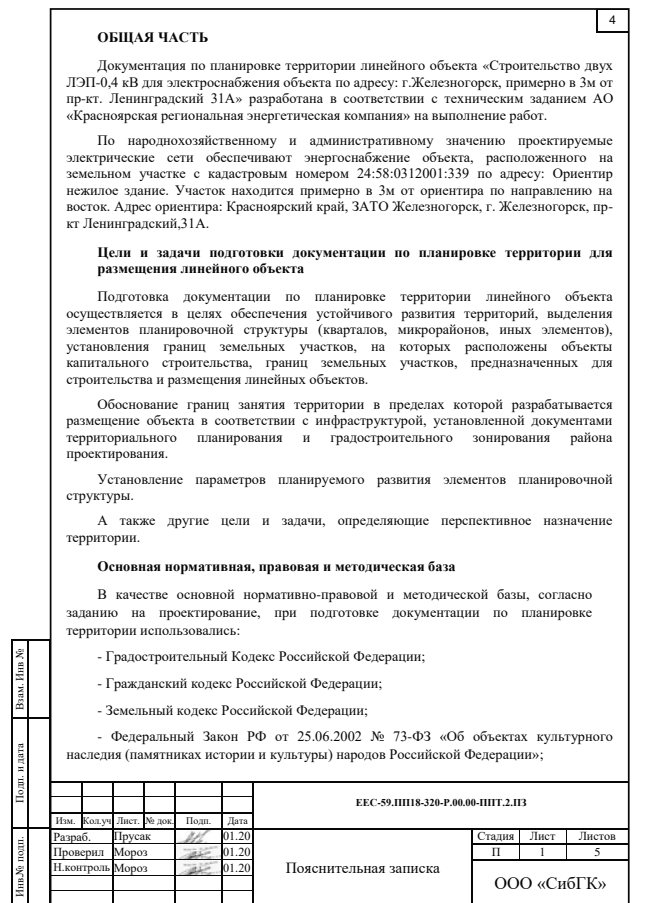 4
ОБЩАЯ ЧАСТЬ
Документация по планировке территории линейного объекта «Строительство двух
ЛЭП-0,4 кВ для электроснабжения объекта по адресу: г.Железногорск, примерно в 3м от
пр-кт. Ленинградский 31А» разработана в соответствии с техническим заданием АО
«Красноярская региональная энергетическая компания» на выполнение работ.
По народнохозяйственному и административному значению проектируемые
электрические сети обеспечивают энергоснабжение объекта, расположенного на
земельном участке с кадастровым номером 24:58:0312001:339 по адресу: Ориентир
нежилое здание. Участок находится примерно в 3м от ориентира по направлению на
восток. Адрес ориентира: Красноярский край, ЗАТО Железногорск, г. Железногорск, пр-
кт Ленинградский,31А.
Цели и задачи подготовки документации по планировке территории для
размещения линейного объекта
Подготовка документации по планировке территории линейного объекта
осуществляется в целях обеспечения устойчивого развития территорий, выделения
элементов планировочной структуры (кварталов, микрорайонов, иных элементов),
установления границ земельных участков, на которых расположены объекты
капитального строительства, границ земельных участков, предназначенных для
строительства и размещения линейных объектов.
Обоснование границ занятия территории в пределах которой разрабатывается
размещение объекта в соответствии с инфраструктурой, установленной документами
территориального планирования и градостроительного зонирования района
проектирования.
Установление параметров планируемого развития элементов планировочной
структуры.
А также другие цели и задачи, определяющие перспективное назначение
территории.
Основная нормативная, правовая и методическая база
В качестве основной нормативно-правовой и методической базы, согласно
заданию на проектирование, при подготовке документации по планировке
территории использовались:
- Градостроительный Кодекс Российской Федерации;
- Гражданский кодекс Российской Федерации;
- Земельный кодекс Российской Федерации;
- Федеральный Закон РФ от 25.06.2002 № 73-ФЗ «Об объектах культурного
наследия (памятниках истории и культуры) народов Российской Федерации»;
Взам. Инв №
Подп. и дата
Инв.№ подп.
ЕЕС-59.ПП18-320-Р.00.00-ППТ.2.ПЗ
Изм. Кол.уч Лист. № док. Подп. Дата
Разраб. Прусак 01.20
Проверил Мороз 01.20
Н.контроль Мороз 01.20
Пояснительная записка
Стадия Лист Листов
П 1 5
ООО «СибГК»